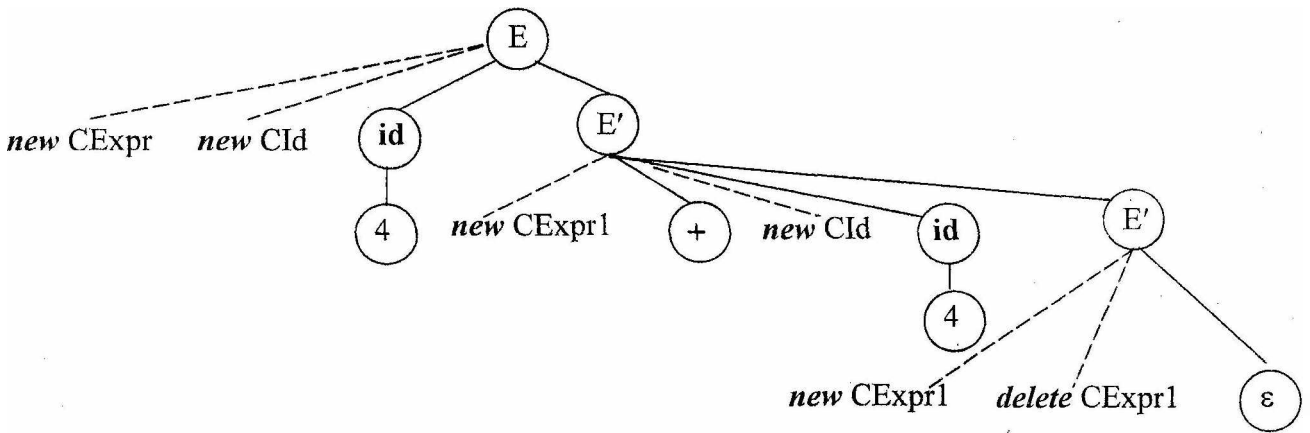 E
new CExpr new CId id E′
4 new CExpr1 + new CId id E′
4
new CExpr1 delete CExpr1 ε